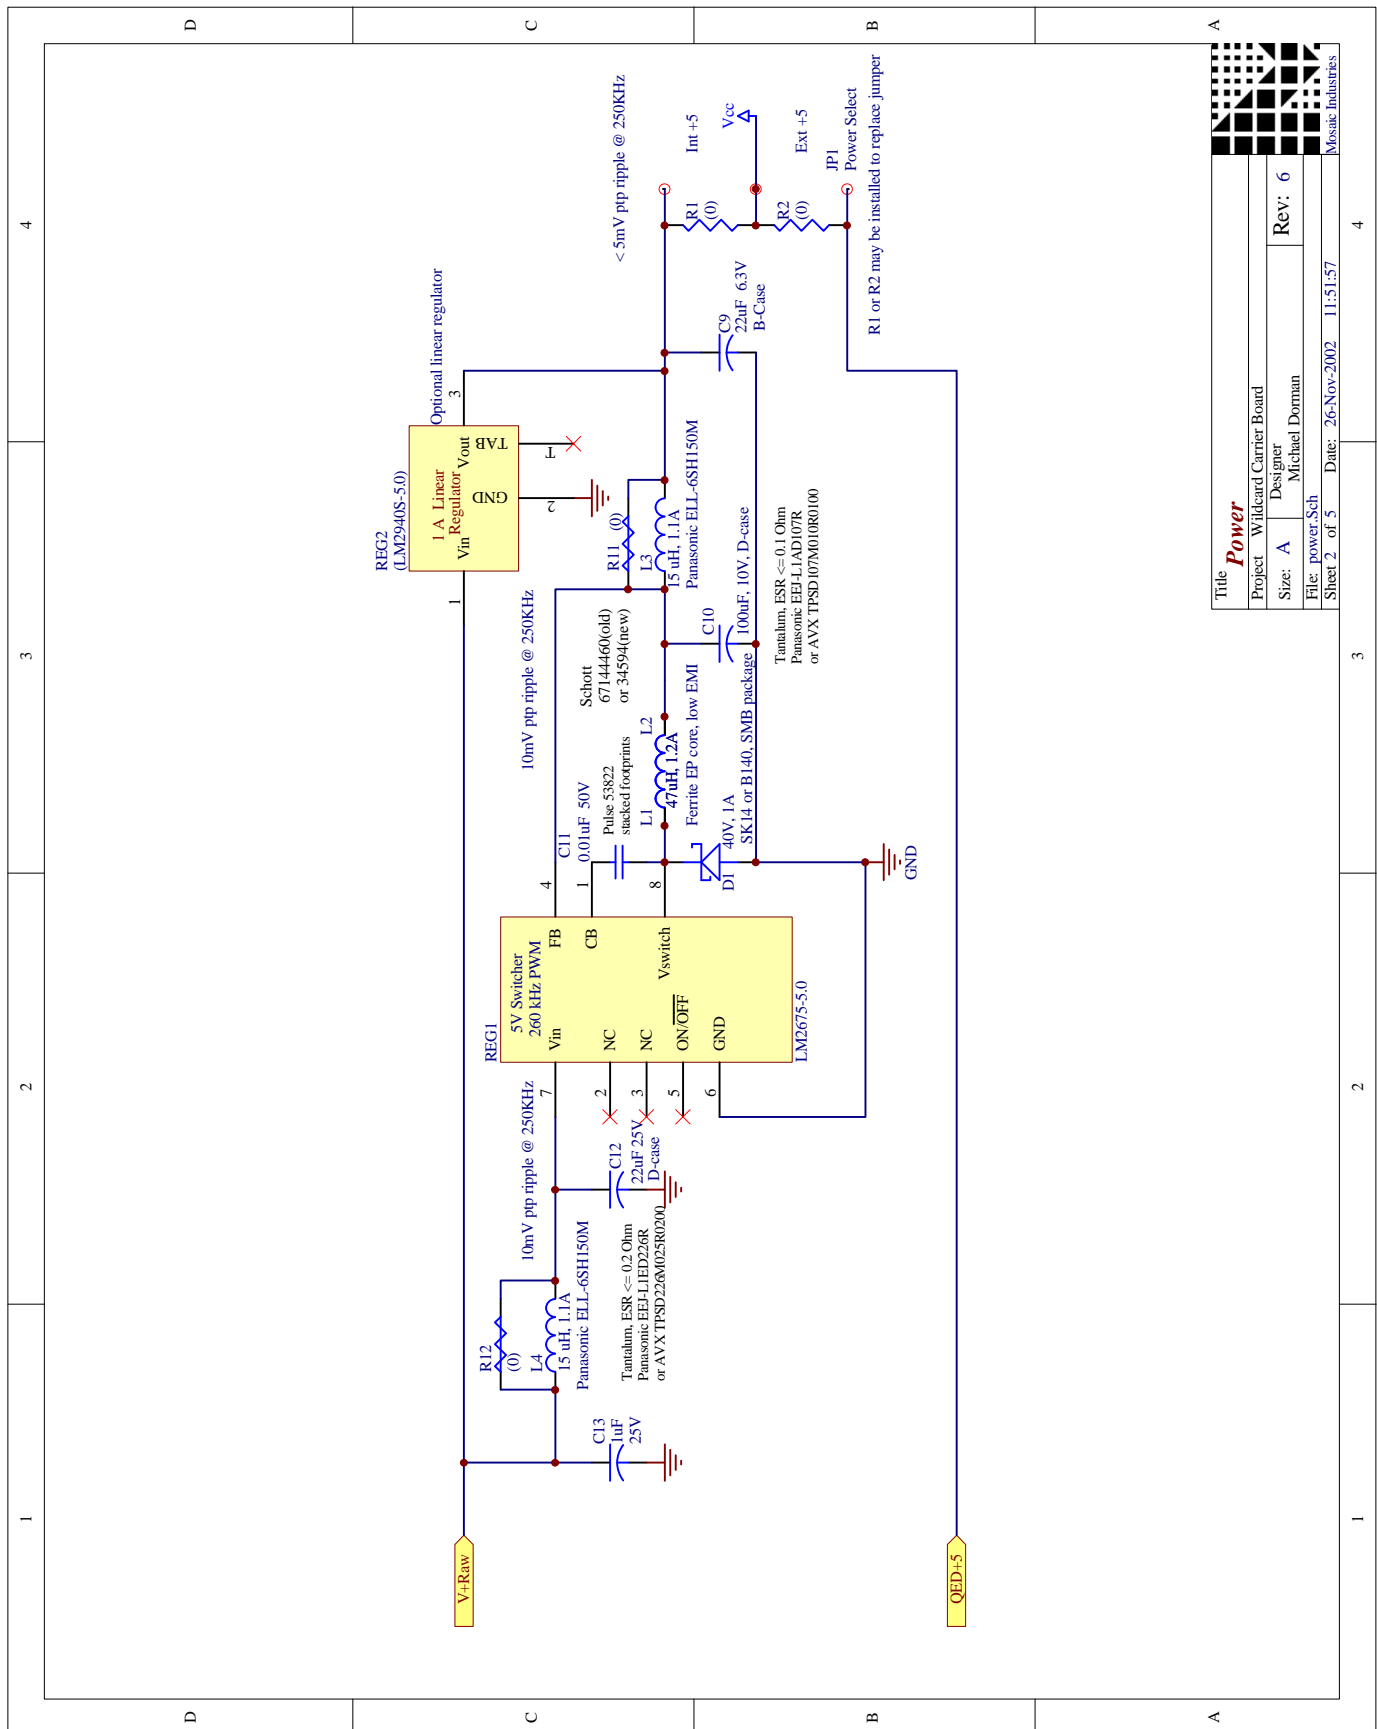 1
2
3
4
D
C
B
A
V+Raw
QED+5
REG2
(LM2940S-5.0)
1 A Linear
Regulator
Vin
Vout
GND
TAB
1
2
T
3
Optional linear regulator
R12
(0)
L4
15 uH, 1.1A
Panasonic ELL-6SH150M
C13
1uF
25V
10mV ptp ripple @ 250KHz
C12
22uF 25V
D-case
Tantalum, ESR <= 0.2 Ohm
Panasonic EEJ-L1ED226R
or AVX TPSD226M025R0200
REG1
5V Switcher
260 kHz PWM
Vin
NC
NC
ON/OFF
GND
FB
CB
Vswitch
7
2
3
5
6
4
1
8
LM2675-5.0
C11
0.01uF 50V
Pulse 53822
stacked footprints
10mV ptp ripple @ 250KHz
Schott
67144460(old)
or 34594(new)
L1
L2
47uH, 1.2A
Ferrite EP core, low EMI
D1
40V, 1A
SK14 or B140, SMB package
GND
C10
100uF, 10V, D-case
Tantalum, ESR <= 0.1 Ohm
Panasonic EEJ-L1AD107R
or AVX TPSD107M010R0100
R11
(0)
L3
15 uH, 1.1A
Panasonic ELL-6SH150M
C9
22uF 6.3V
B-Case
< 5mV ptp ripple @ 250KHz
R1
(0)
R2
(0)
Int +5
Vcc
Ext +5
JP1
Power Select
R1 or R2 may be installed to replace jumper
Title
Power
Project Wildcard Carrier Board
Size: A
Designer
Michael Dorman
Rev: 6
File: power.Sch
Sheet 2 of 5 Date: 26-Nov-2002 11:51:57
Mosaic Industries
1
2
3
4
D
C
B
A